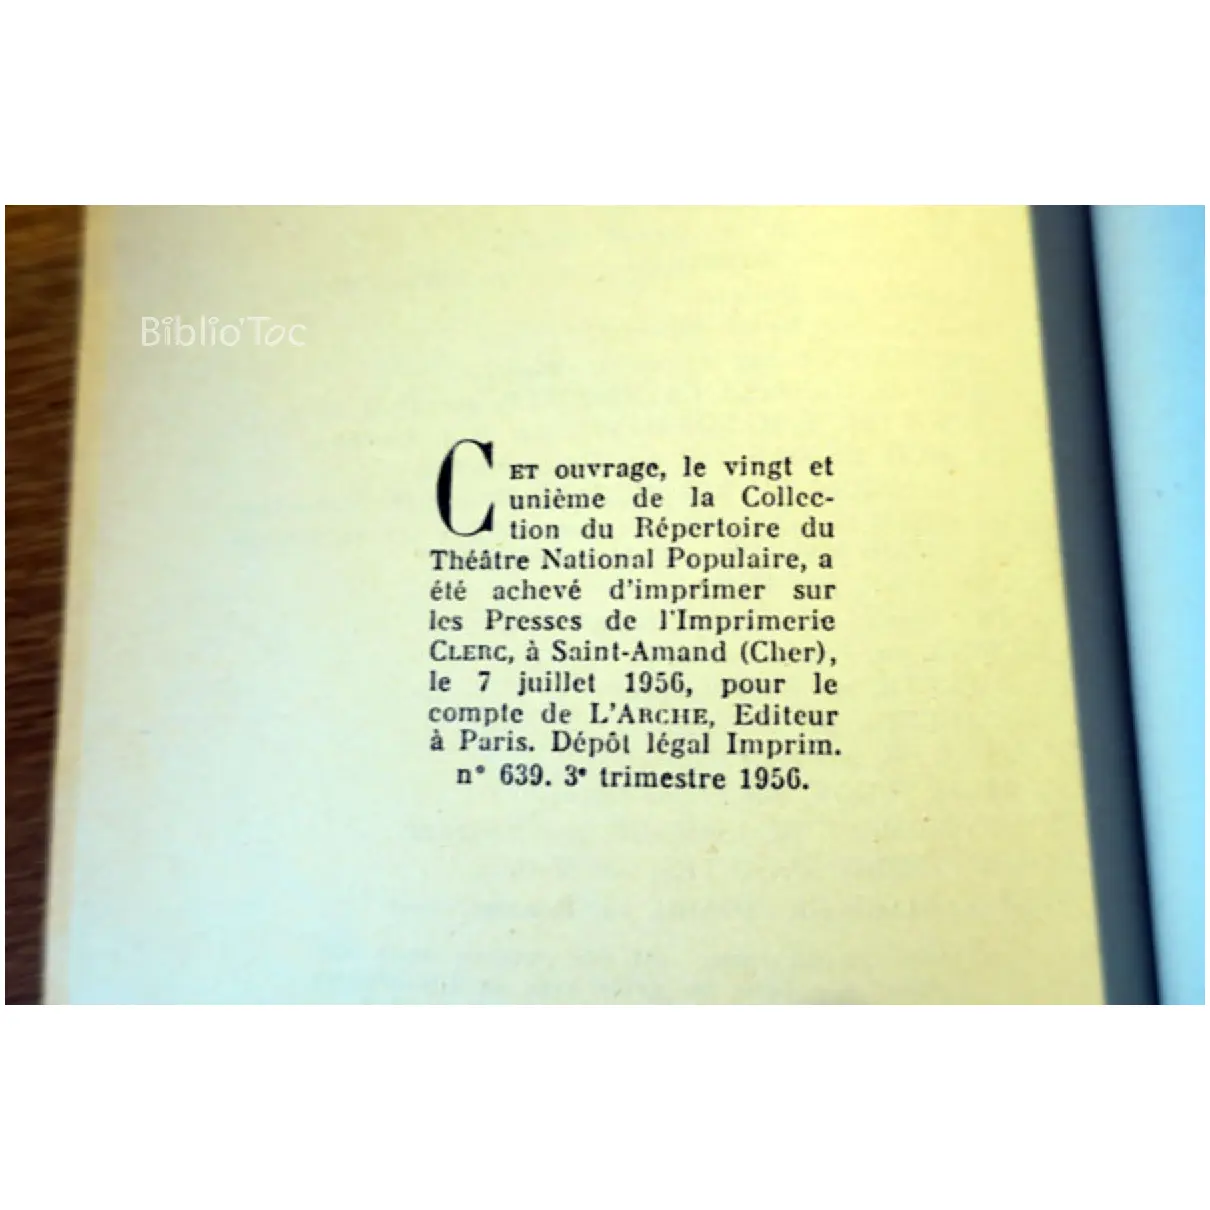 Biblio'Toc
CET ouvrage, le vingt et
unième de la Collec-
tion du Répertoire du
Théâtre National Populaire, a
été achevé d'imprimer sur
les Presses de l'Imprimerie
CLERC, à Saint-Amand (Cher),
le 7 juillet 1956, pour le
compte de L'ARCHE, Editeur
à Paris. Dépôt légal Imprim.
n° 639. 3e trimestre 1956.